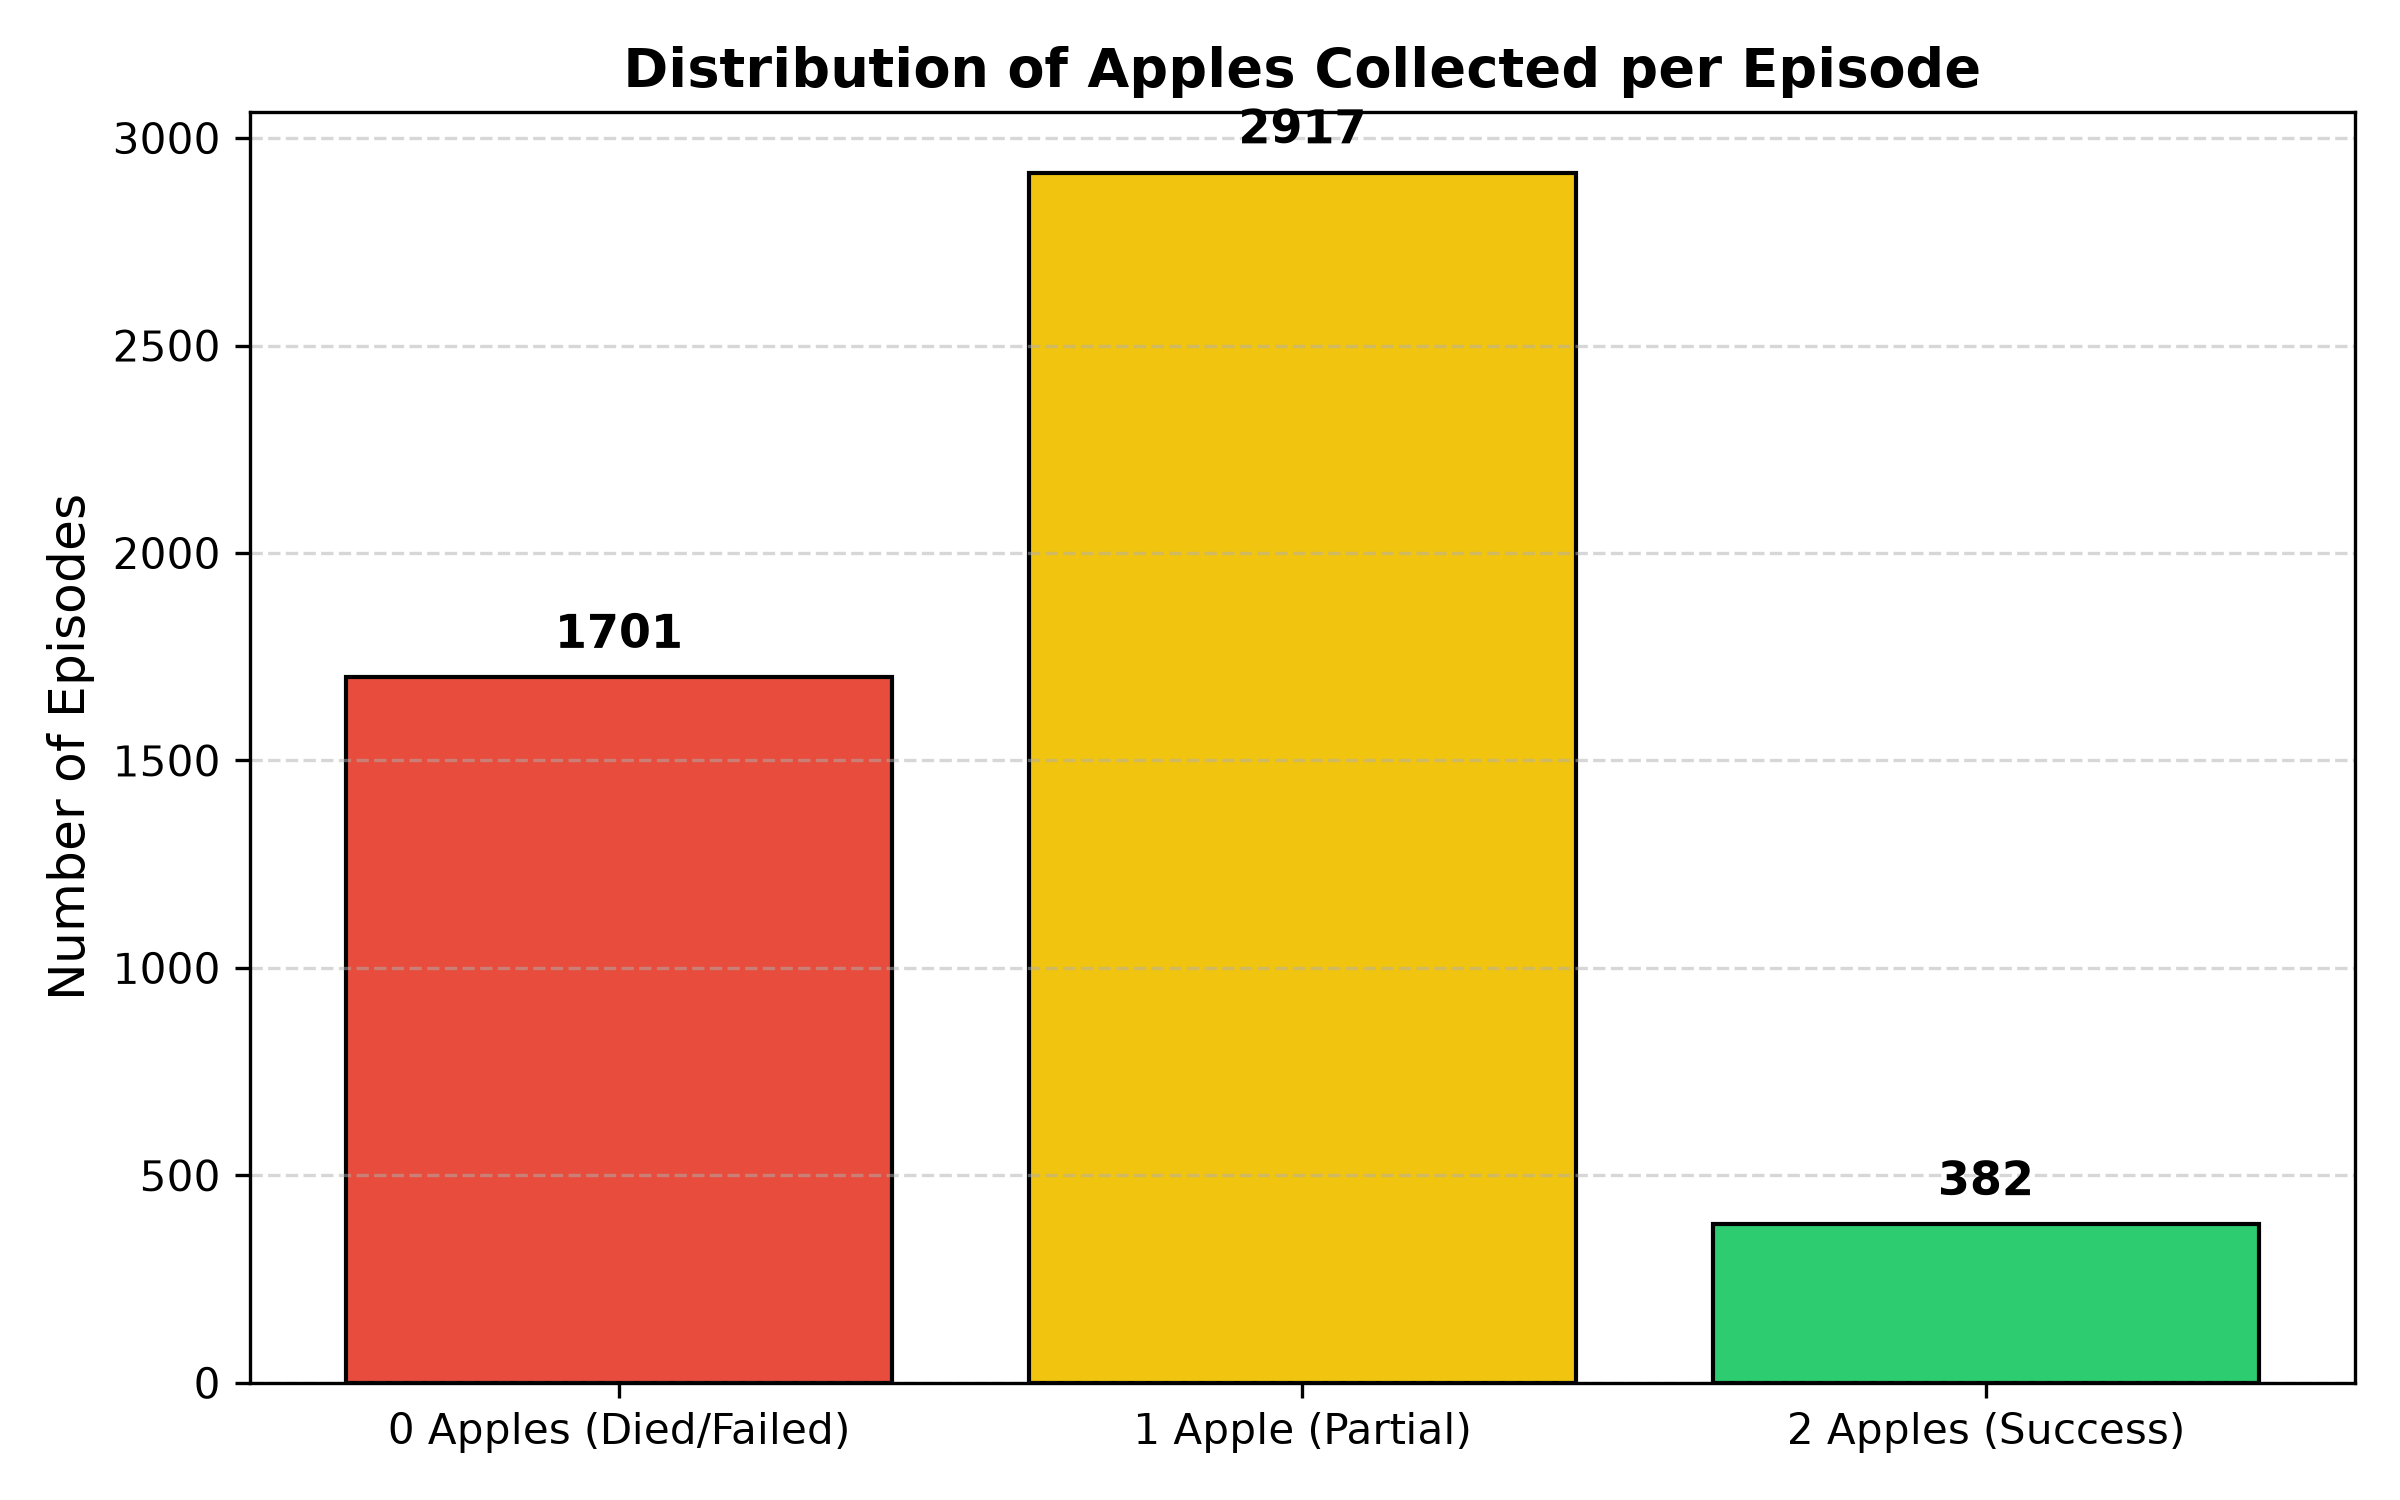 Distribution of Apples Collected per Episode
2917
3000
2500
2000
1701
1500
1000
500
382
0
Number of Episodes
0 Apples (Died/Failed)
1 Apple (Partial)
2 Apples (Success)